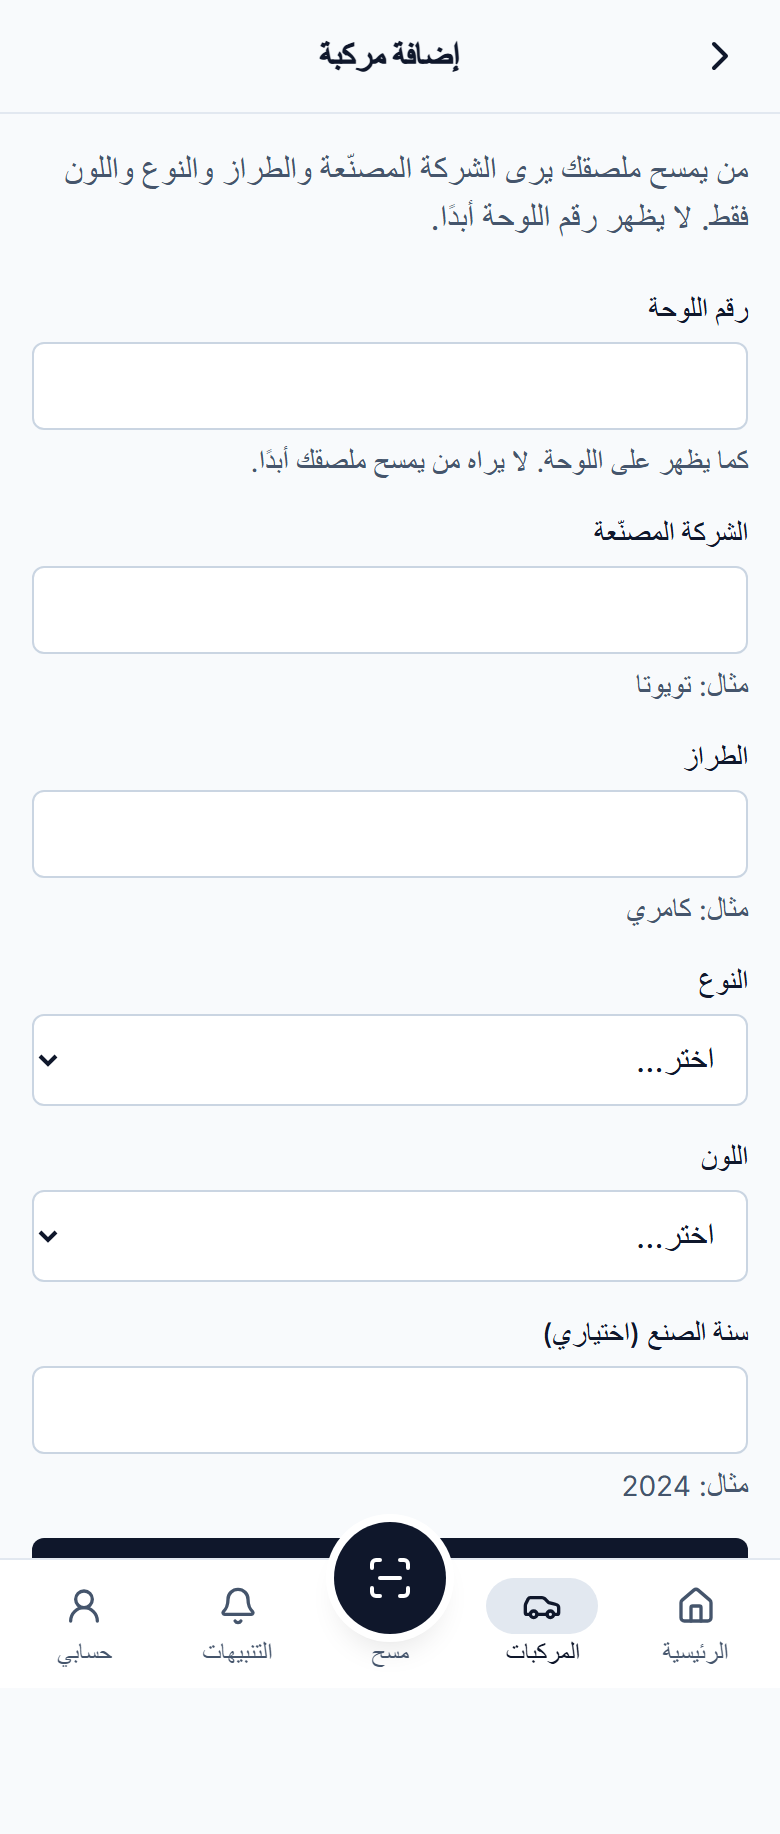 إضافة مركبة
من يمسح ملصقك يرى الشركة المصنّعة والطراز والنوع واللون
فقط. لا يظهر رقم اللوحة أبدًا.
رقم اللوحة
كما يظهر على اللوحة. لا يراه من يمسح ملصقك أبدًا.
الشركة المصنّعة
مثال: تويوتا
الطراز
مثال: كامري
النوع
اختر...
اللون
اختر...
سنة الصنع (اختياري)
مثال: 2024
الرئيسية
المركبات
مسح
التنبيهات
حسابي